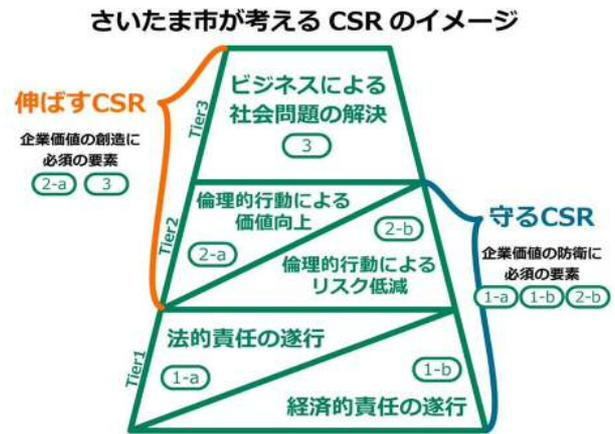 さいたま市が考える CSR のイメージ
伸ばすCSR
企業価値の創造に
必須の要素
2-a 3
Tier3
ビジネスによる
社会問題の解決
3
Tier2
倫理的行動による
価値向上
2-a
2-b
倫理的行動による
リスク低減
守るCSR
企業価値の防衛に
必須の要素
1-a 1-b 2-b
Tier1
法的責任の遂行
1-a
1-b
経済的責任の遂行